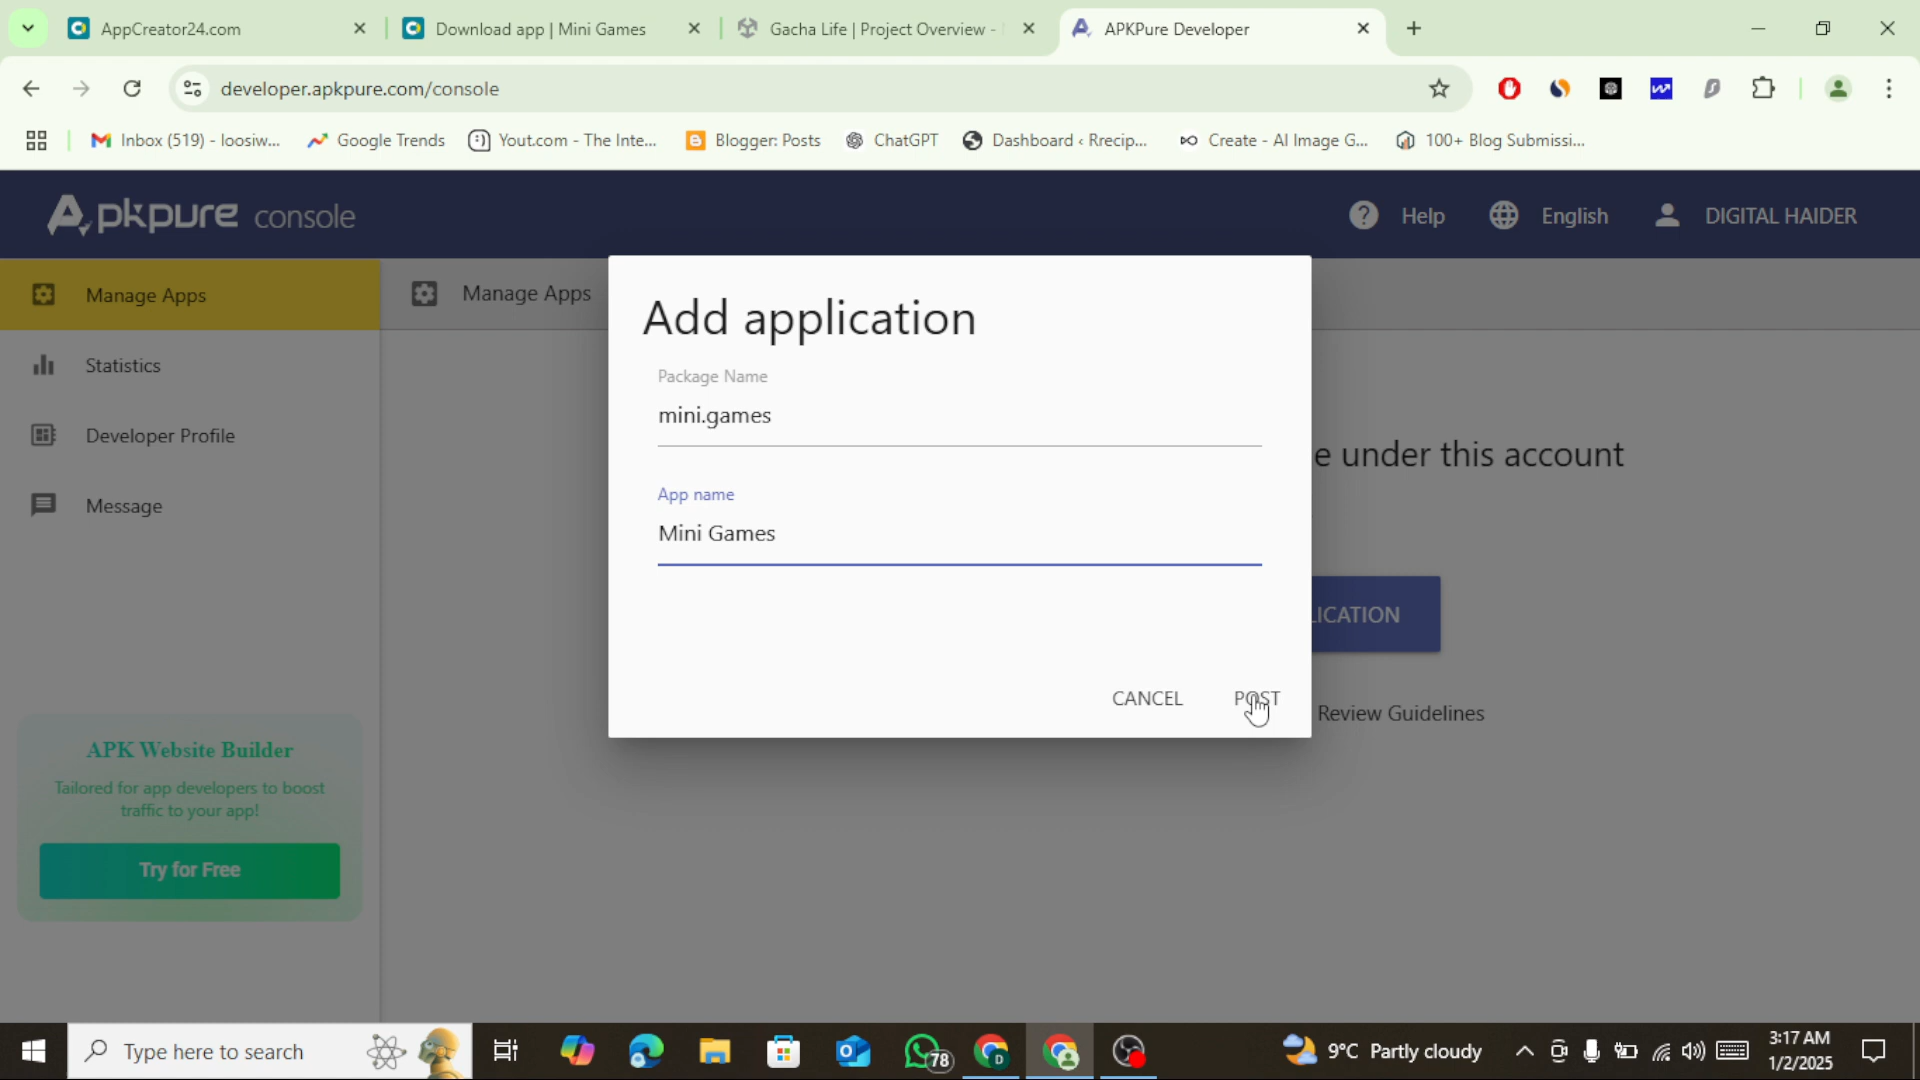 AppCreator24.com
Download app | Mini Games
Gacha Life | Project Overview -
APKPure Developer
developer.apkpure.com/console
Inbox (519) - loosiw...
Google Trends
Yout.com - The Inte...
Blogger: Posts
ChatGPT
Dashboard ‹ Rrecip...
Create - AI Image G...
100+ Blog Submissi...
Apkpure console
Help
English
DIGITAL HAIDER
Manage Apps
Manage Apps
Statistics
Developer Profile
Message
Add application
Package Name
mini.games
App name
Mini Games
CANCEL
POST
e under this account
LICATION
Review Guidelines
APK Website Builder
Tailored for app developers to boost
traffic to your app!
Try for Free
Type here to search
78
D
9°C Partly cloudy
3:17 AM
1/2/2025